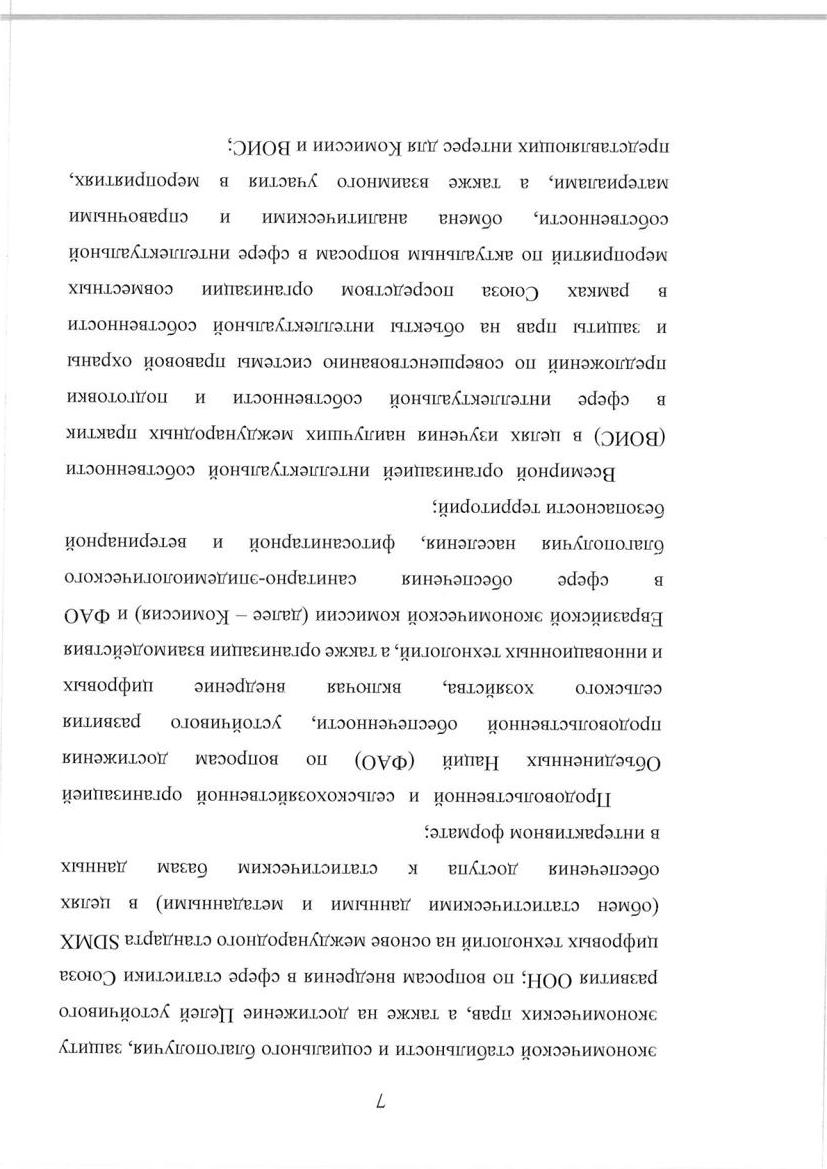 7
экономической стабильности и социального благополучия, защиту
экономических прав, а также на достижение Целей устойчивого
развития ООН; по вопросам внедрения в сфере статистики Союза
цифровых технологий на основе международного стандарта SDMX
(обмен статистическими данными и метаданными) в целях
обеспечения доступа к статистическим базам данных
в интерактивном формате;
Продовольственной и сельскохозяйственной организацией
Объединенных Наций (ФАО) по вопросам достижения
продовольственной обеспеченности, устойчивого развития
сельского хозяйства, включая внедрение цифровых
и инновационных технологий, а также организации взаимодействия
Евразийской экономической комиссии (далее – Комиссия) и ФАО
в сфере обеспечения санитарно-эпидемиологического
благополучия населения, фитосанитарной и ветеринарной
безопасности территорий;
Всемирной организацией интеллектуальной собственности
(ВОИС) в целях изучения наилучших международных практик
в сфере интеллектуальной собственности и подготовки
предложений по совершенствованию системы правовой охраны
и защиты прав на объекты интеллектуальной собственности
в рамках Союза посредством организации совместных
мероприятий по актуальным вопросам в сфере интеллектуальной
собственности, обмена аналитическими и справочными
материалами, а также взаимного участия в мероприятиях,
представляющих интерес для Комиссии и ВОИС;